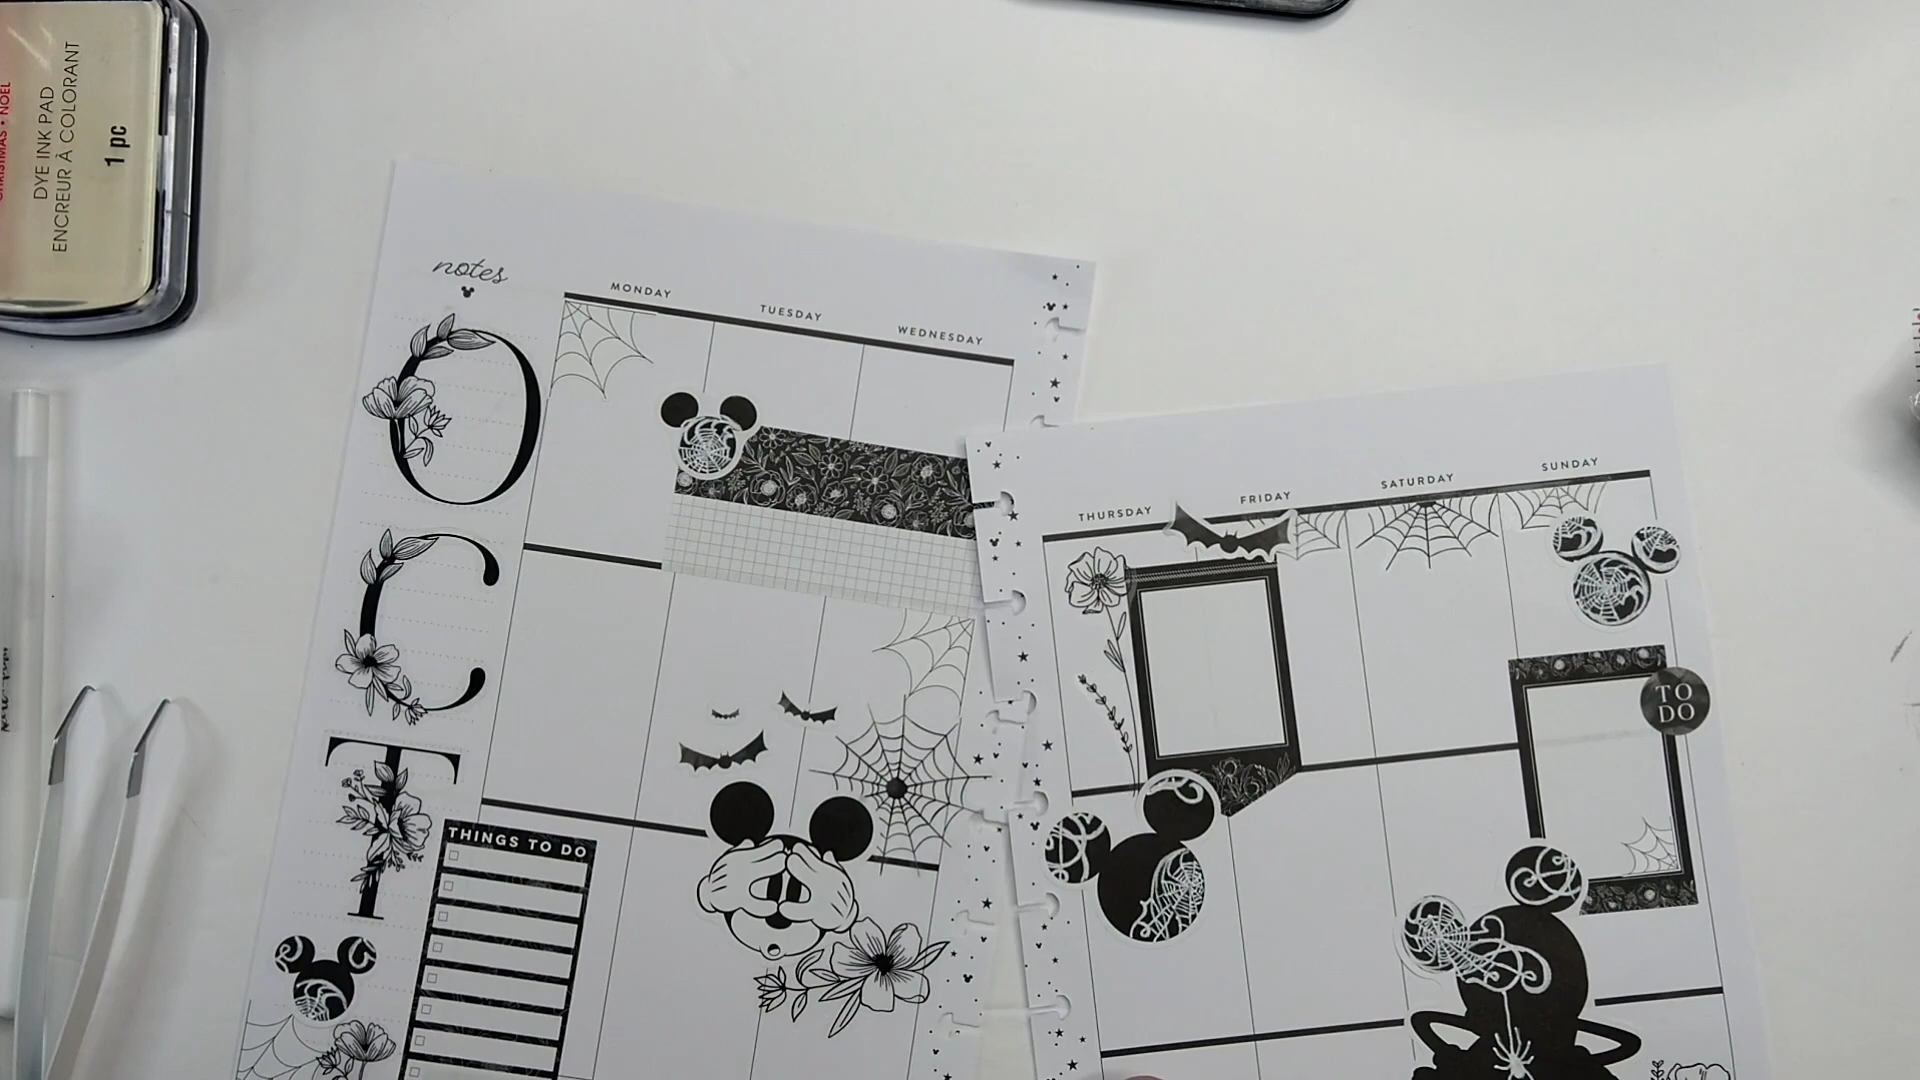 CHRISTMAS • NOËL
DYE INK PAD
ENCREUR À COLORANT
1 pc
notes
MONDAY
TUESDAY
WEDNESDAY
O
C
T
THINGS TO DO
THURSDAY
FRIDAY
SATURDAY
SUNDAY
TO
DO